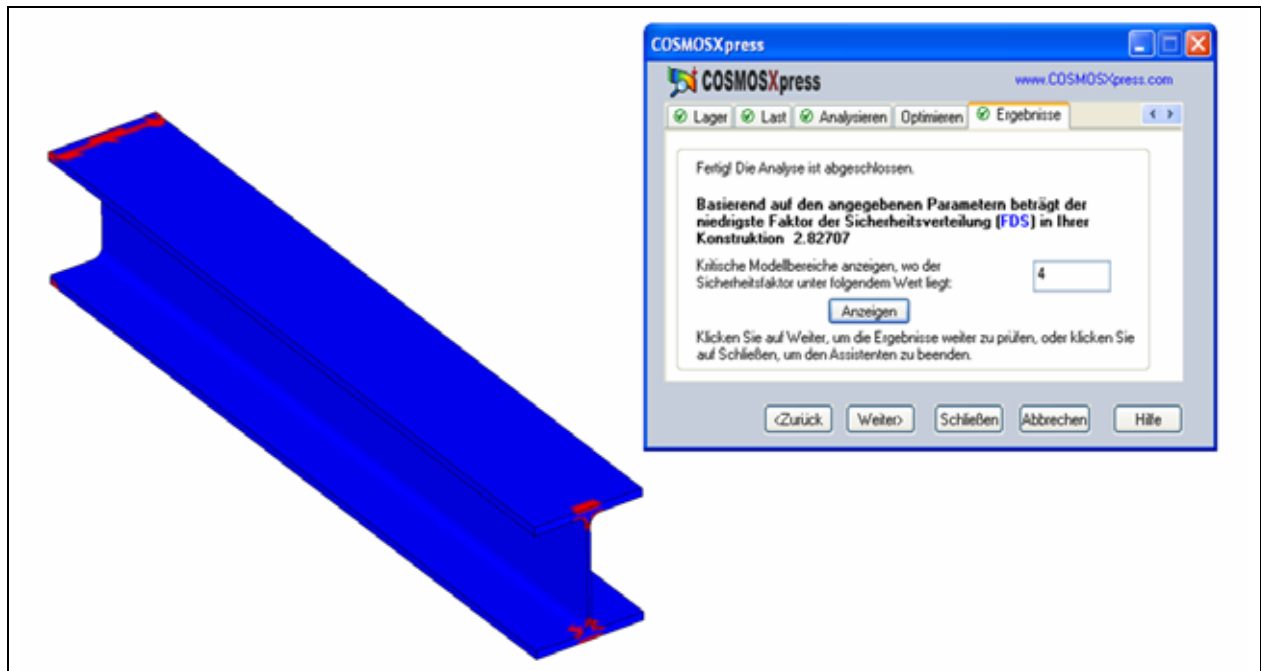 COSMOSXpress
COSMOSXpress
www.COSMOSXpress.com
Lager Last Analysieren Optimieren Ergebnisse
Fertig! Die Analyse ist abgeschlossen.
Basierend auf den angegebenen Parametern beträgt der
niedrigste Faktor der Sicherheitsverteilung (FDS) in Ihrer
Konstruktion 2.82707
Kritische Modellbereiche anzeigen, wo der
Sicherheitsfaktor unter folgendem Wert liegt:
4
Anzeigen
Klicken Sie auf Weiter, um die Ergebnisse weiter zu prüfen, oder klicken Sie
auf Schließen, um den Assistenten zu beenden.
<Zurück Weiter> Schließen Abbrechen Hilfe